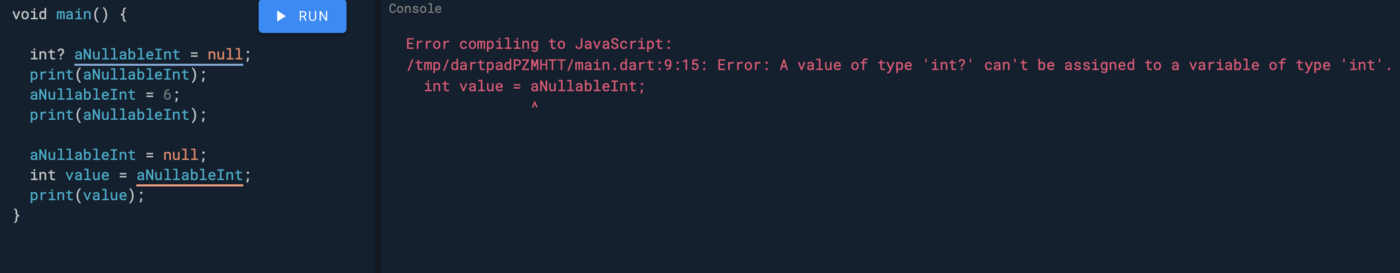 void main() {
RUN
int? aNullableInt = null;
print(aNullableInt);
aNullableInt = 6;
print(aNullableInt);
aNullableInt = null;
int value = aNullableInt;
print(value);
}
Console
Error compiling to JavaScript:
/tmp/dartpadPZMHTT/main.dart:9:15: Error: A value of type 'int?' can't be assigned to a variable of type 'int'.
int value = aNullableInt;
^